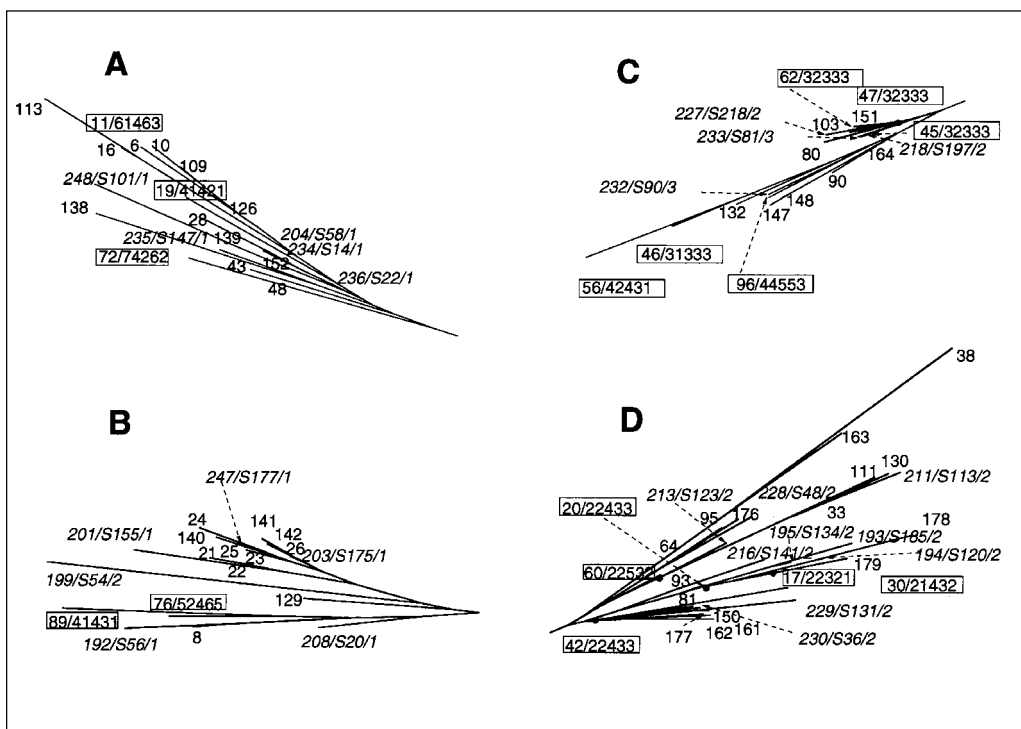 A
113
11/61463
16
6
10
109
248/S101/1
19/41421
138
126
28
235/S147/1
139
204/S58/1
234/S14/1
72/74262
43
152
236/S22/1
48
B
247/S177/1
201/S155/1
24
140
141
142
21
25
23
26
203/S175/1
22
199/S54/2
129
76/52465
89/41431
192/S56/1
8
208/S20/1
C
62/32333
47/32333
227/S218/2
103
151
233/S81/3
45/32333
80
164
218/S197/2
90
232/S90/3
132
148
147
46/31333
56/42431
96/44553
D
38
163
130
111
211/S113/2
213/S123/2
228/S48/2
20/22433
95
176
33
178
195/S134/2
193/S185/2
64
216/S141/2
194/S120/2
179
60/22532
93
17/22321
30/21432
81
229/S131/2
150
161
162
177
230/S36/2
42/22433